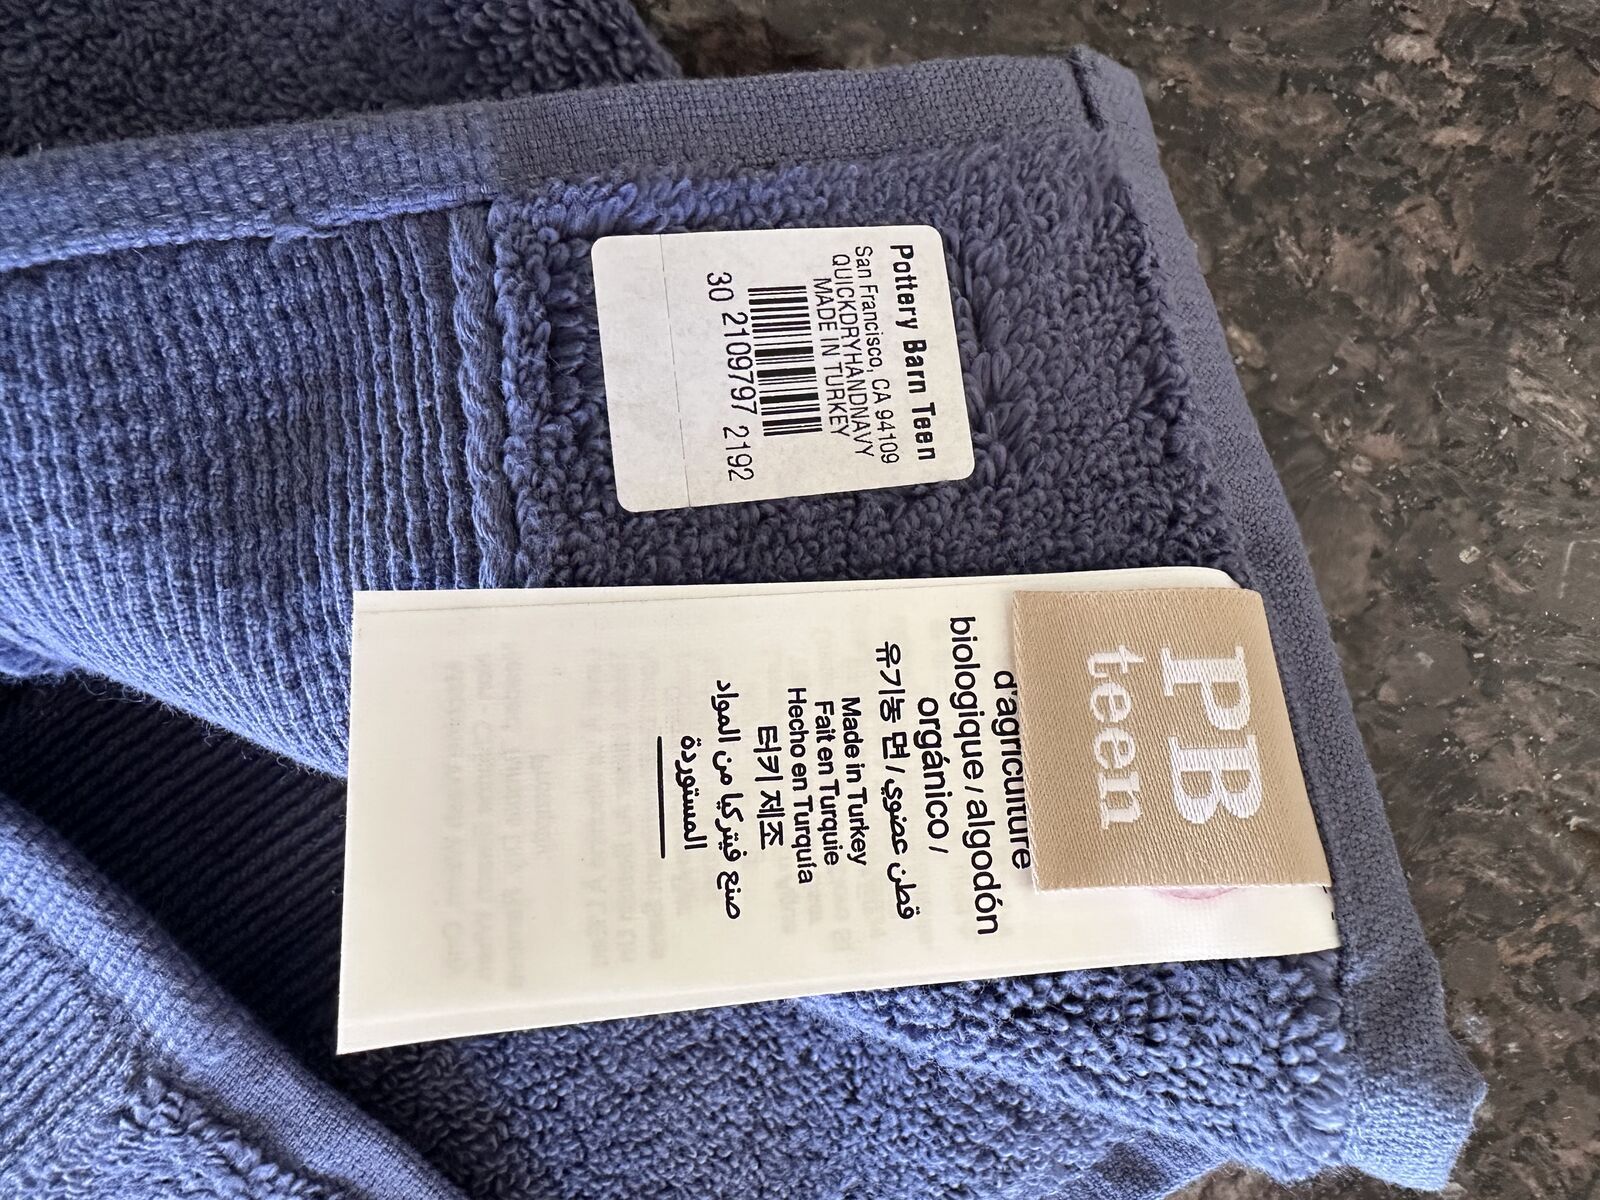 Pottery Barn Teen
San Francisco, CA 94109
QUICKDRYHANDNAVY
MADE IN TURKEY
30 2109797 2192
PB
teen
d'agriculture
biologique / algodón
orgánico /
유기농 면 / قطن عضوي
Made in Turkey
Fait en Turquie
Hecho en Turquía
터키 제조
صنع فيتركيا من المواد
المستوردة